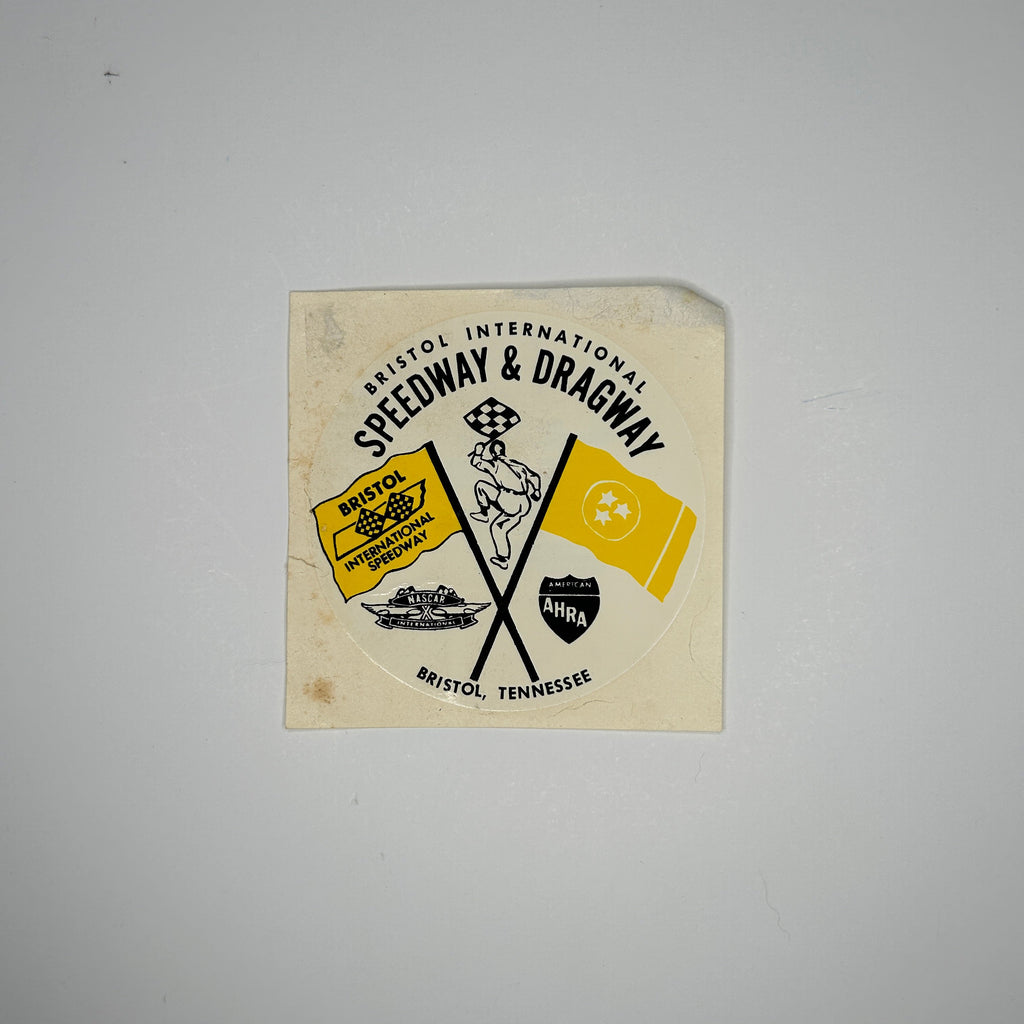 BRISTOL INTERNATIONAL
SPEEDWAY & DRAGWAY
BRISTOL
INTERNATIONAL
SPEEDWAY
NASCAR
INTERNATIONAL
AMERICAN
AHRA
BRISTOL, TENNESSEE